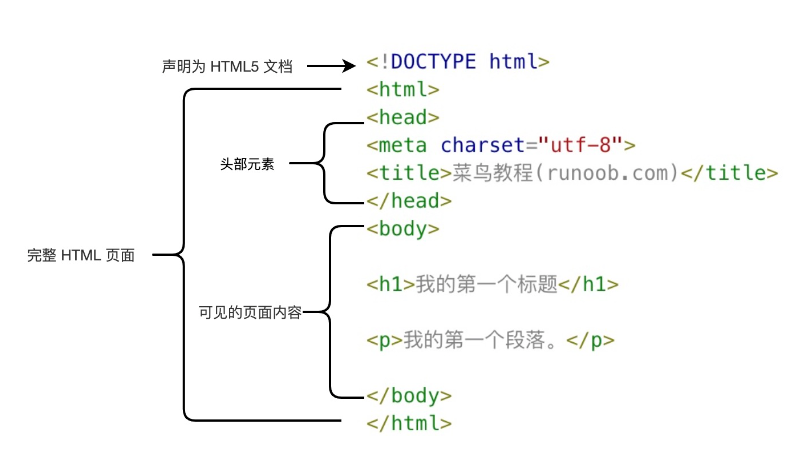 声明为 HTML5 文档
<!DOCTYPE html>
<html>
<head>
<meta charset="utf-8">
头部元素
<title>菜鸟教程(runoob.com)</title>
</head>
<body>
完整 HTML 页面
<h1>我的第一个标题</h1>
可见的页面内容
<p>我的第一个段落。</p>
</body>
</html>